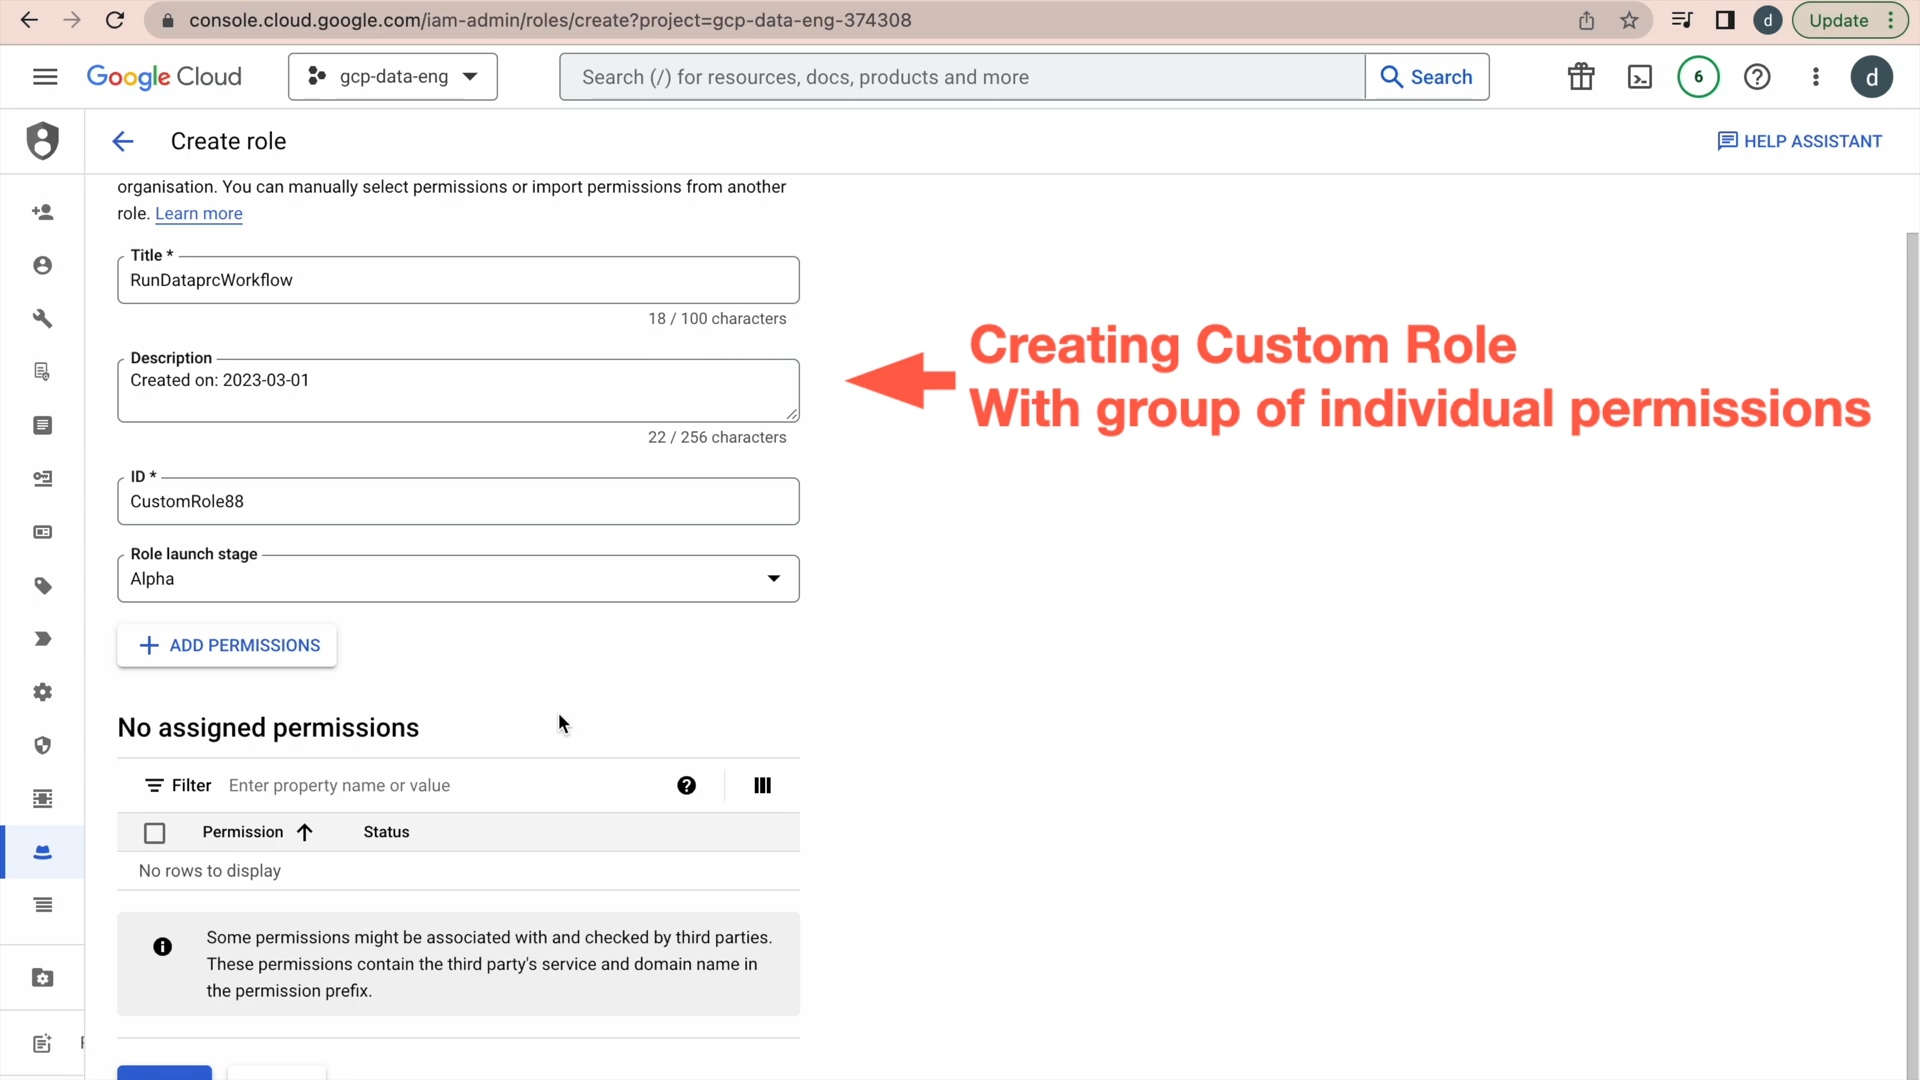 console.cloud.google.com/iam-admin/roles/create?project=gcp-data-eng-374308
d
Update
Google Cloud
gcp-data-eng
Search (/) for resources, docs, products and more
Search
6
d
Create role
HELP ASSISTANT
organisation. You can manually select permissions or import permissions from another
role. Learn more
Title *
RunDataprcWorkflow
18 / 100 characters
Description
Created on: 2023-03-01
22 / 256 characters
Creating Custom Role
With group of individual permissions
ID *
CustomRole88
Role launch stage
Alpha
ADD PERMISSIONS
No assigned permissions
Filter Enter property name or value
Permission Status
No rows to display
Some permissions might be associated with and checked by third parties.
These permissions contain the third party's service and domain name in
the permission prefix.